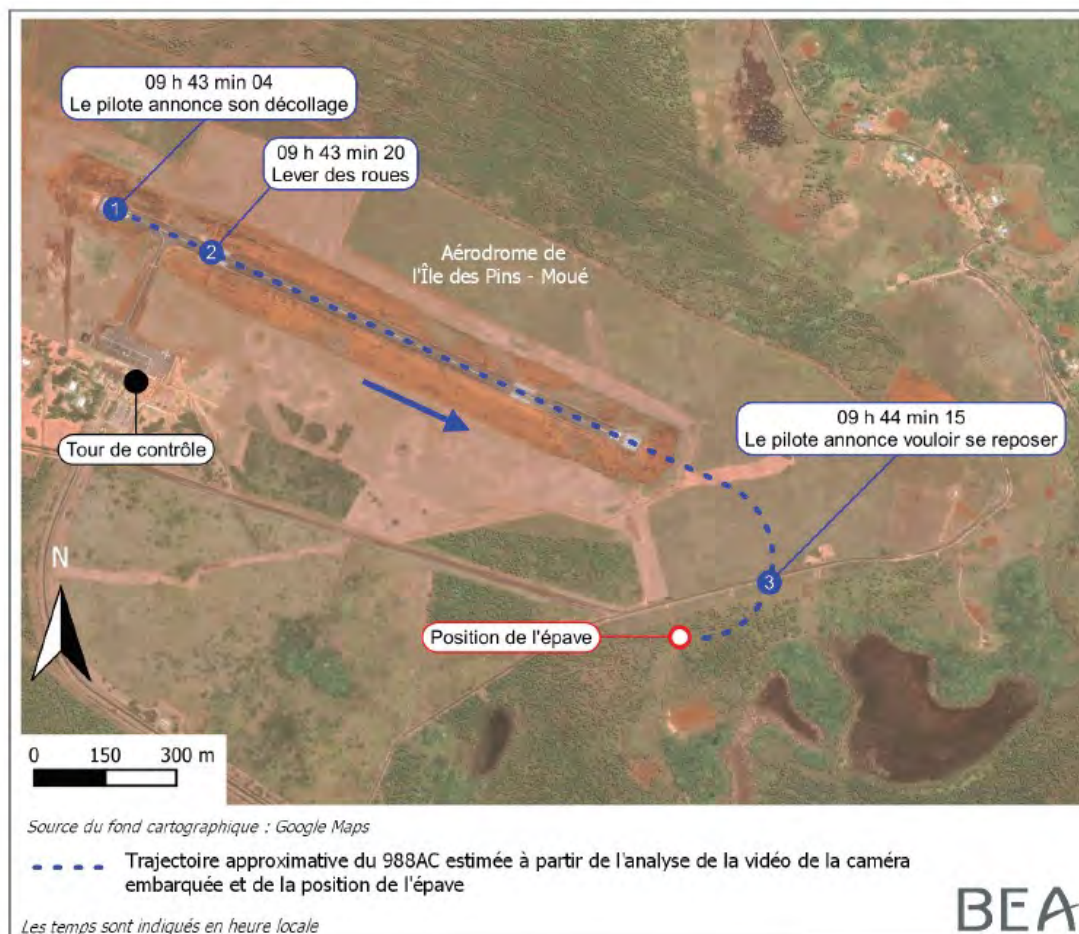 09 h 43 min 04
Le pilote annonce son décollage
09 h 43 min 20
Lever des roues
1
2
Aérodrome de
l'Île des Pins - Moué
09 h 44 min 15
Le pilote annonce vouloir se reposer
Tour de contrôle
3
N
Position de l'épave
0 150 300 m
Source du fond cartographique : Google Maps
Trajectoire approximative du 988AC estimée à partir de l'analyse de la vidéo de la caméra
embarquée et de la position de l'épave
Les temps sont indiqués en heure locale
BEA